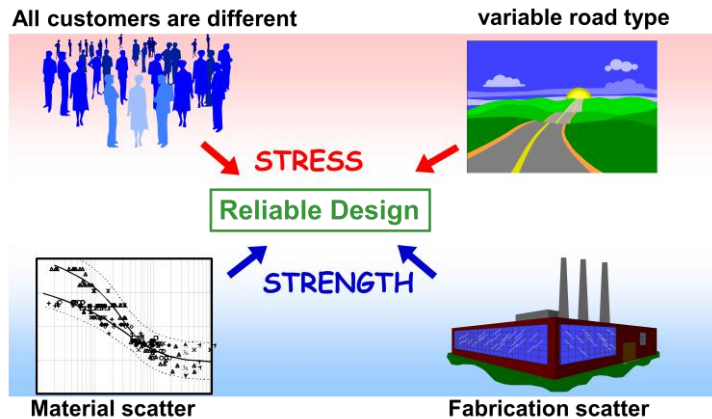 All customers are different
variable road type
STRESS
Reliable Design
STRENGTH
Material scatter
Fabrication scatter